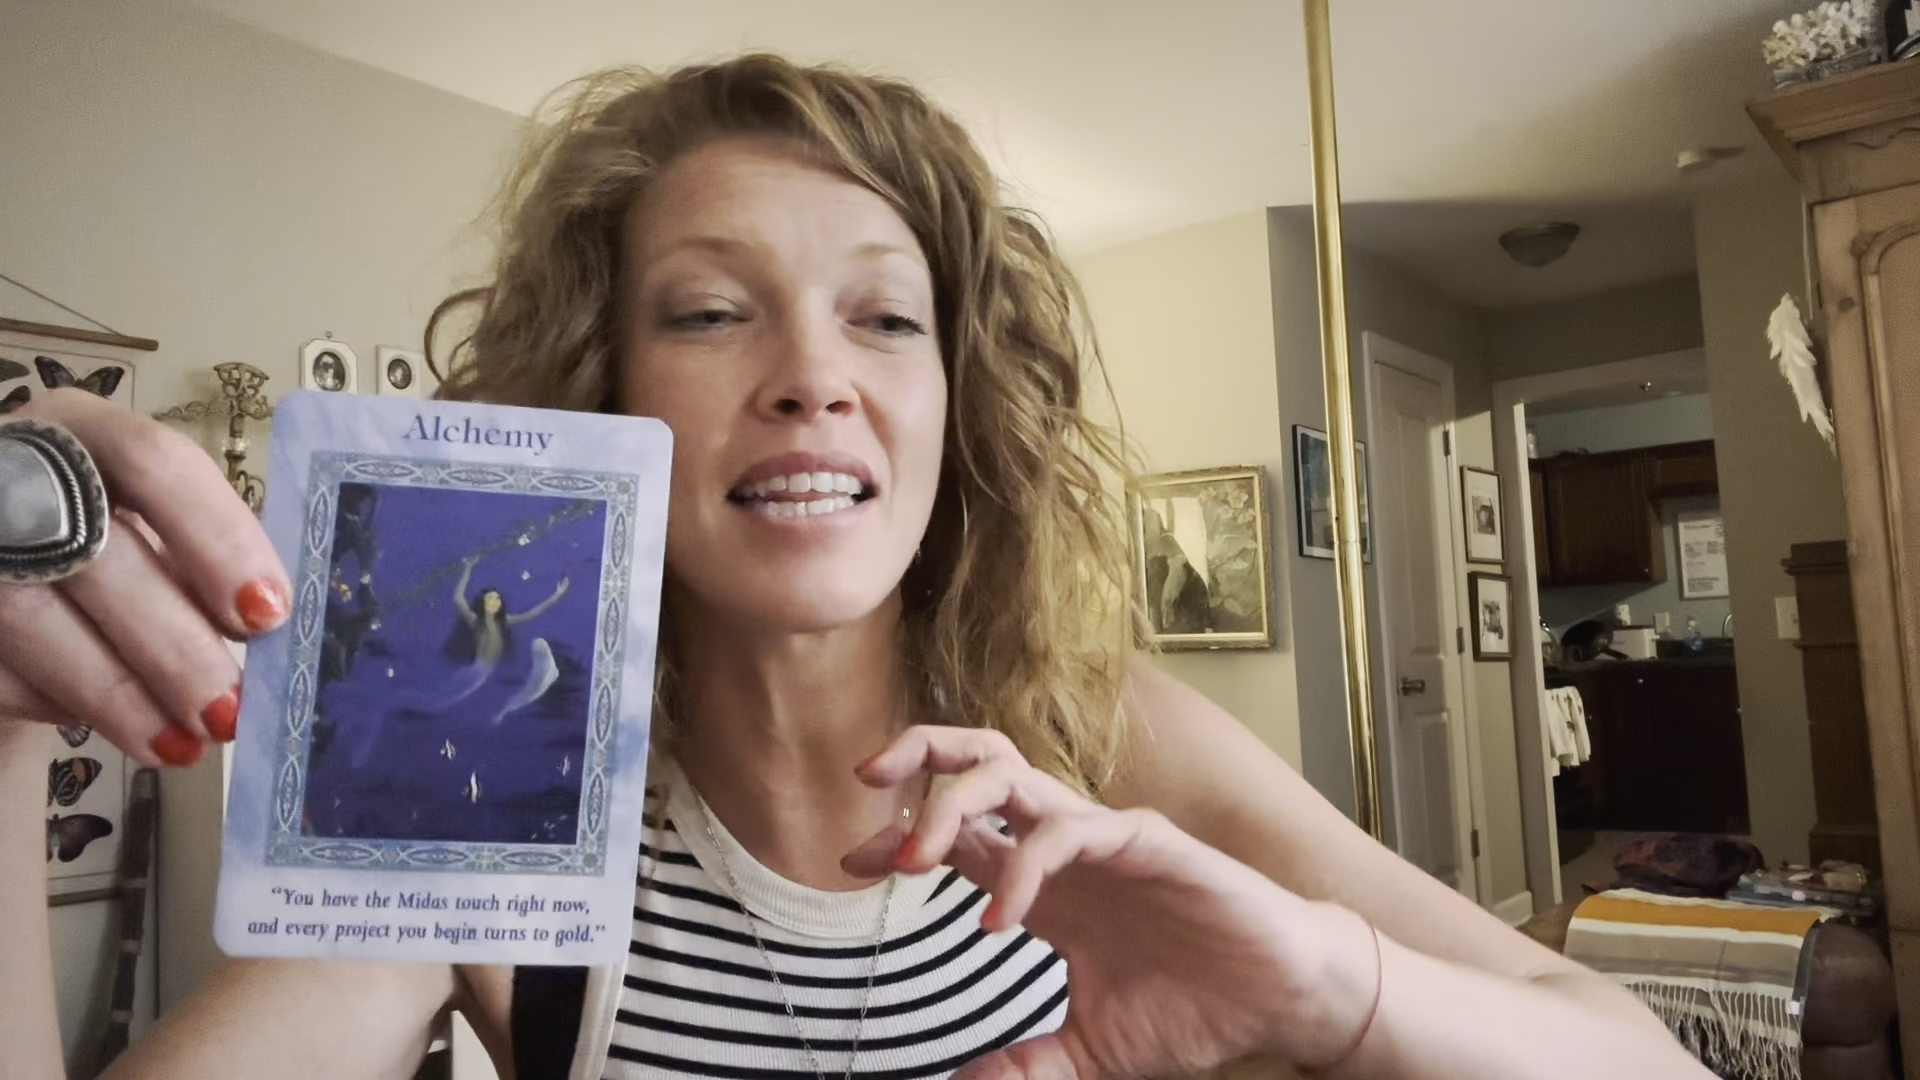 Alchemy
“You have the Midas touch right now,
and every project you begin turns to gold.”